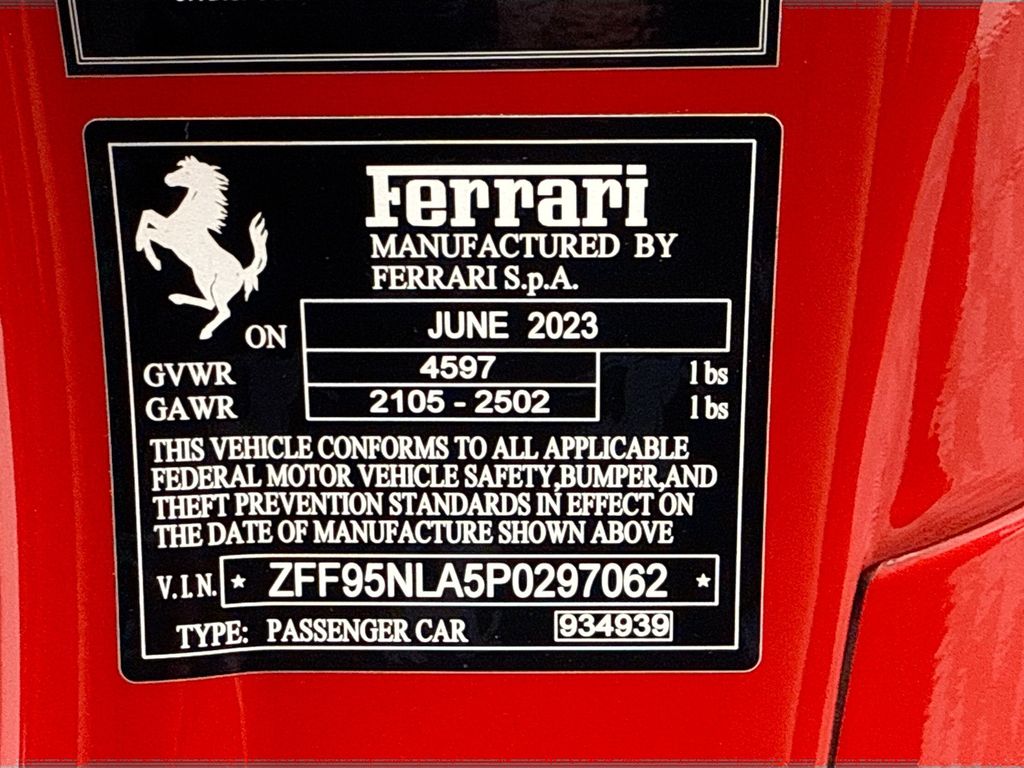 Ferrari
MANUFACTURED BY
FERRARI S.p.A.
ON JUNE 2023
GVWR 4597 lbs
GAWR 2105 - 2502 lbs
THIS VEHICLE CONFORMS TO ALL APPLICABLE
FEDERAL MOTOR VEHICLE SAFETY,BUMPER,AND
THEFT PREVENTION STANDARDS IN EFFECT ON
THE DATE OF MANUFACTURE SHOWN ABOVE
V.I.N. * ZFF95NLA5P0297062 *
TYPE: PASSENGER CAR 934939